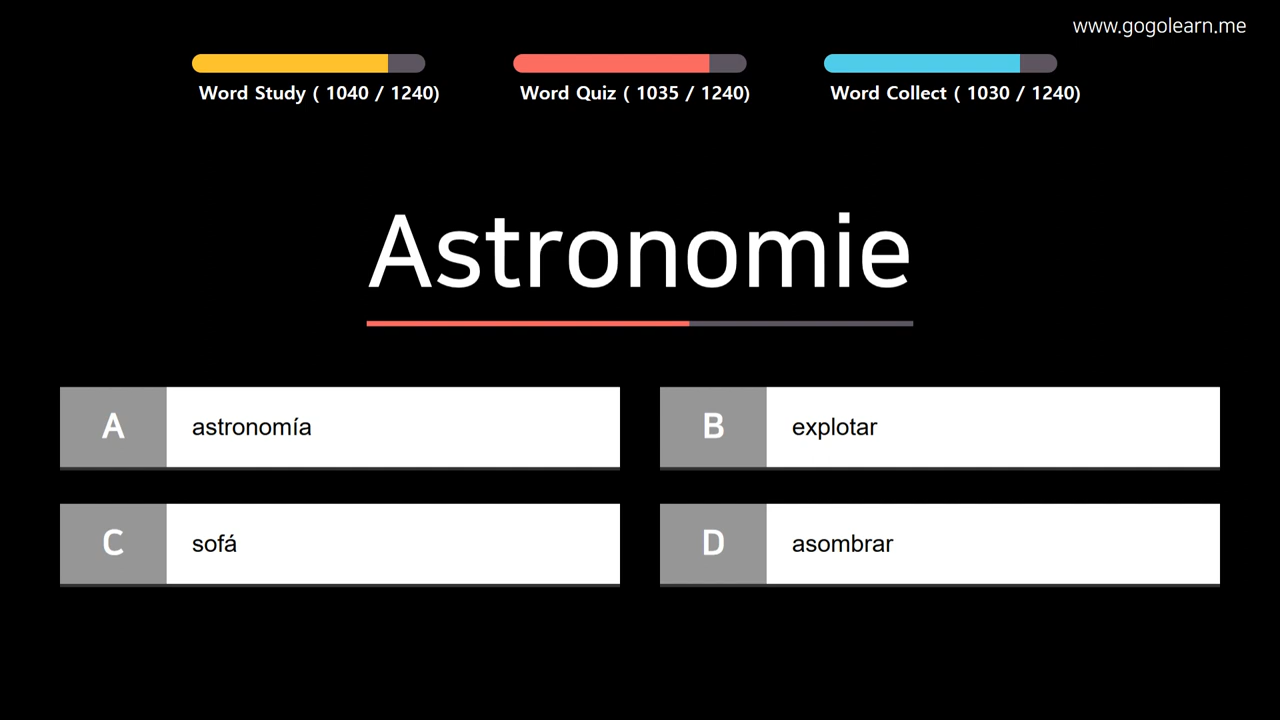 www.gogolearn.me
Word Study ( 1040 / 1240)
Word Quiz ( 1035 / 1240)
Word Collect ( 1030 / 1240)
Astronomie
A astronomía
B explotar
C sofá
D asombrar